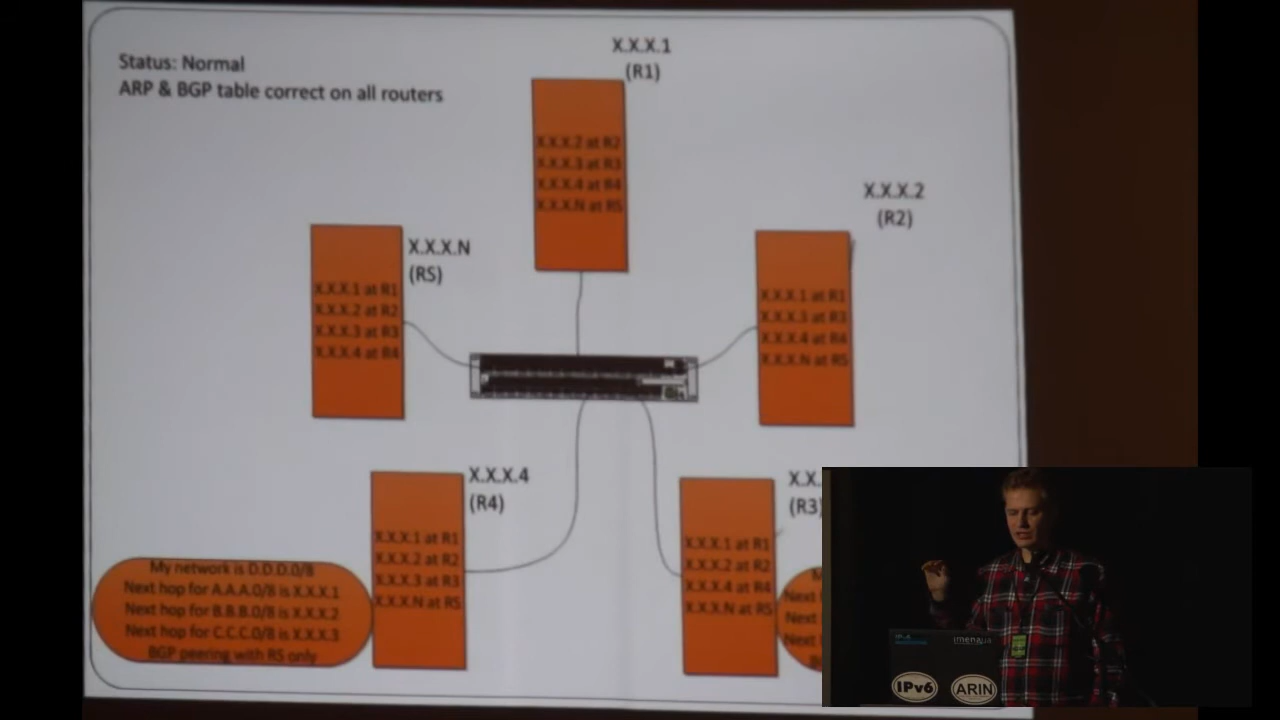 Status: Normal
ARP & BGP table correct on all routers
X.X.X.1
(R1)
X.X.X.2 at R2
X.X.X.3 at R3
X.X.X.4 at R4
X.X.X.N at RS
X.X.X.2
(R2)
X.X.X.1 at R1
X.X.X.3 at R3
X.X.X.4 at R4
X.X.X.N at RS
X.X.X.N
(RS)
X.X.X.1 at R1
X.X.X.2 at R2
X.X.X.3 at R3
X.X.X.4 at R4
X.X.X.4
(R4)
X.X.X.1 at R1
X.X.X.2 at R2
X.X.X.3 at R3
X.X.X.N at RS
My network is D.D.D.0/8
Next hop for A.A.A.0/8 is X.X.X.1
Next hop for B.B.B.0/8 is X.X.X.2
Next hop for C.C.C.0/8 is X.X.X.3
BGP peering with RS only
X.X.
(R3)
X.X.X.1 at R1
X.X.X.2 at R2
X.X.X.4 at R4
X.X.X.N at RS
Next
Next
Next
IPv6
ARIN